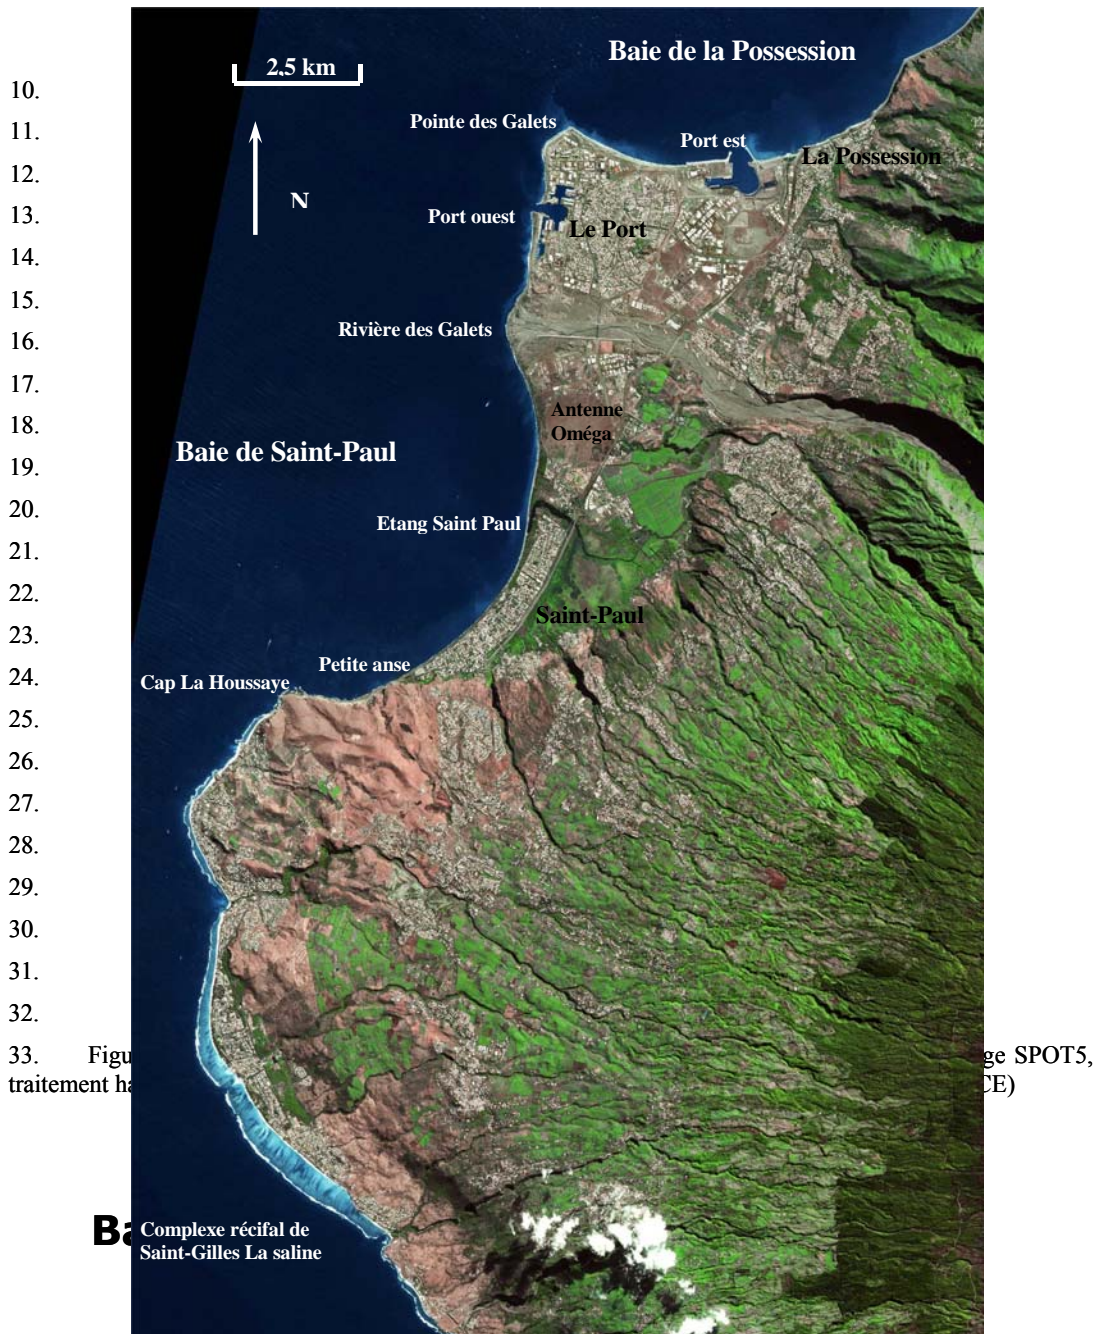 Baie de la Possession
2,5 km
10.
Pointe des Galets
11.
Port est
La Possession
12.
N
13.
Port ouest
Le Port
14.
15.
Rivière des Galets
16.
17.
Antenne
Oméga
18.
Baie de Saint-Paul
19.
20.
Etang Saint Paul
21.
22.
Saint-Paul
23.
Petite anse
24.
Cap La Houssaye
25.
26.
27.
28.
29.
30.
31.
32.
33. Figu ge SPOT5,
traitement ha CE)
Ba
Complexe récifal de
Saint-Gilles La saline